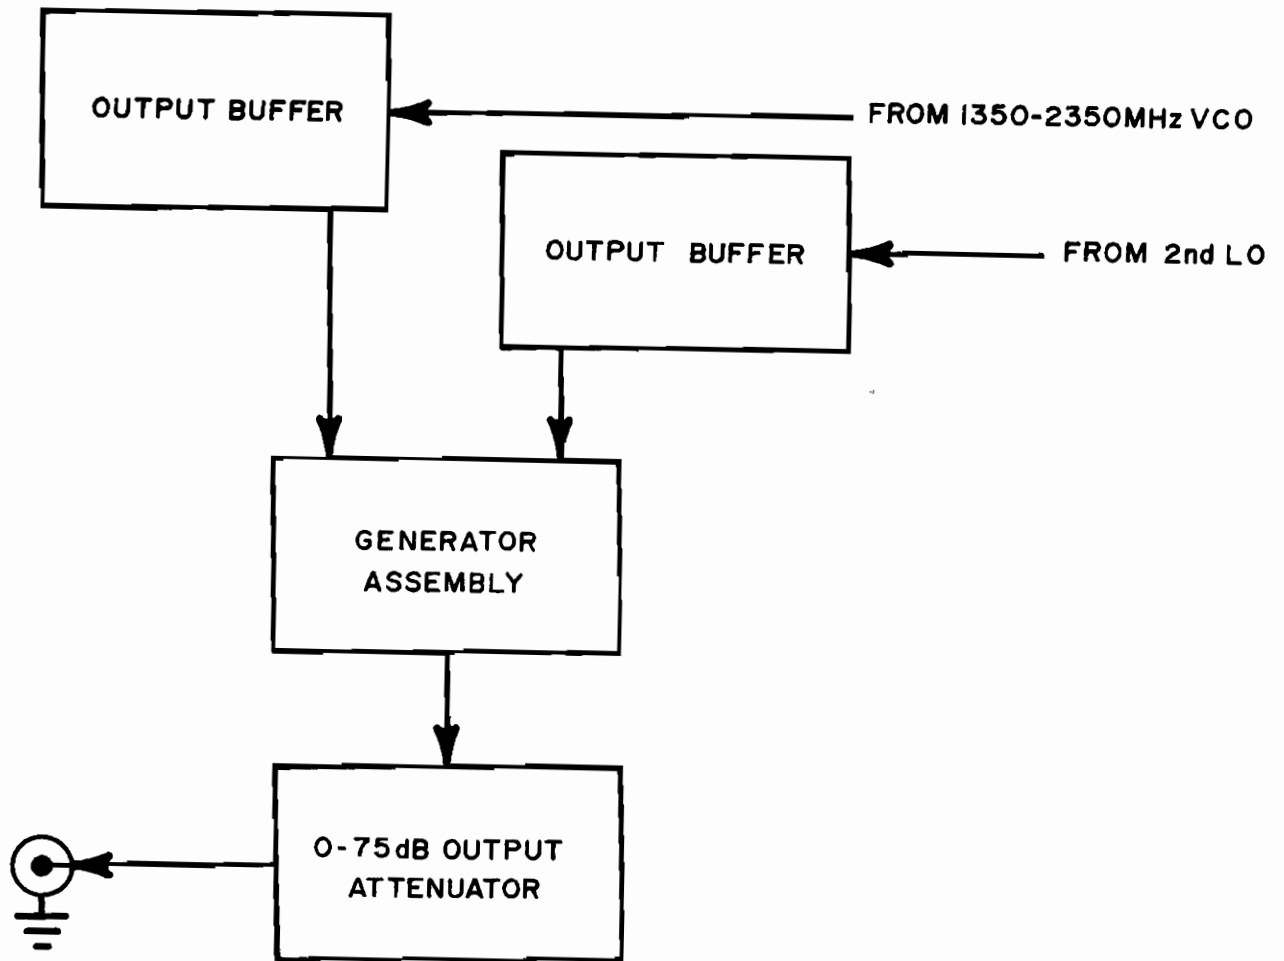 OUTPUT BUFFER
FROM 1350-2350MHz VCO
OUTPUT BUFFER
FROM 2nd LO
GENERATOR
ASSEMBLY
0-75dB OUTPUT
ATTENUATOR